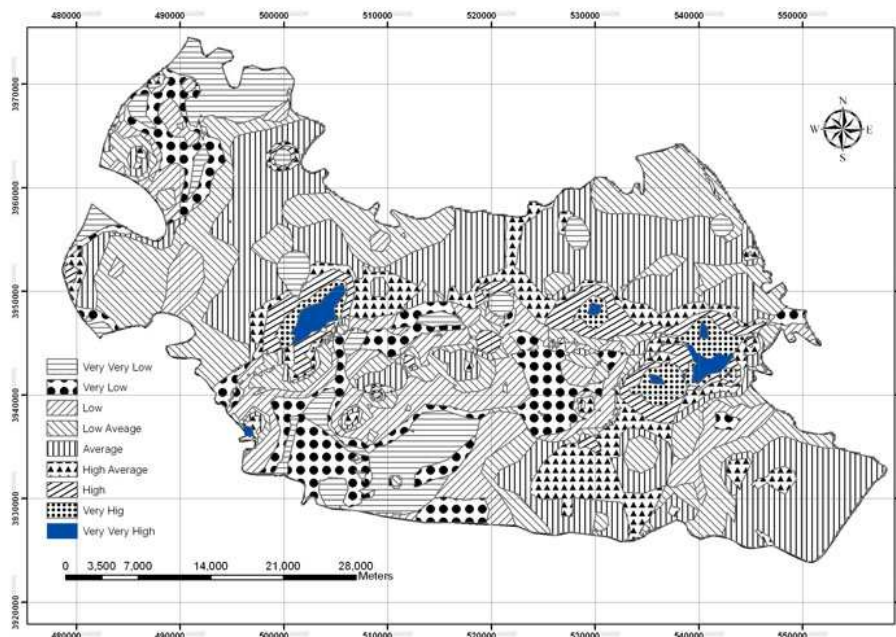 480000 490000 500000 510000 520000 530000 540000 550000
3970000
3960000
3950000
3940000
3930000
3920000
N
W E
S
Very Very Low
Very Low
Low
Low Aveage
Average
High Average
High
Very Hig
Very Very High
0 3,500 7,000 14,000 21,000 28,000
Meters
480000 490000 500000 510000 520000 530000 540000 550000